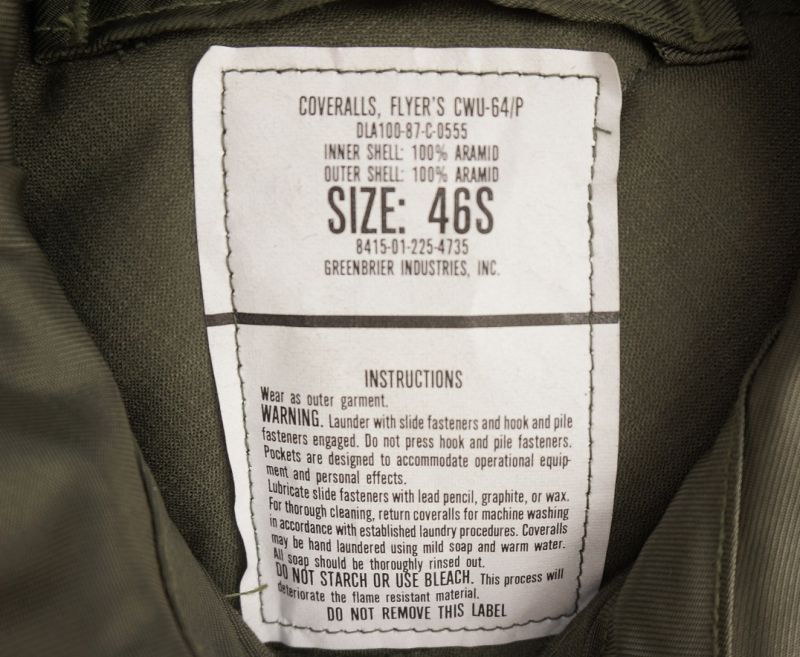 COVERALLS, FLYER'S CWU-64/P
DLA100-87-C-0555
INNER SHELL: 100% ARAMID
OUTER SHELL: 100% ARAMID
SIZE: 46S
8415-01-225-4735
GREENBRIER INDUSTRIES, INC.
INSTRUCTIONS
Wear as outer garment.
WARNING. Launder with slide fasteners and hook and pile
fasteners engaged. Do not press hook and pile fasteners.
Pockets are designed to accommodate operational equip-
ment and personal effects.
Lubricate slide fasteners with lead pencil, graphite, or wax.
For thorough cleaning, return coveralls for machine washing
in accordance with established laundry procedures. Coveralls
may be hand laundered using mild soap and warm water.
All soap should be thoroughly rinsed out.
DO NOT STARCH OR USE BLEACH. This process will
deteriorate the flame resistant material.
DO NOT REMOVE THIS LABEL